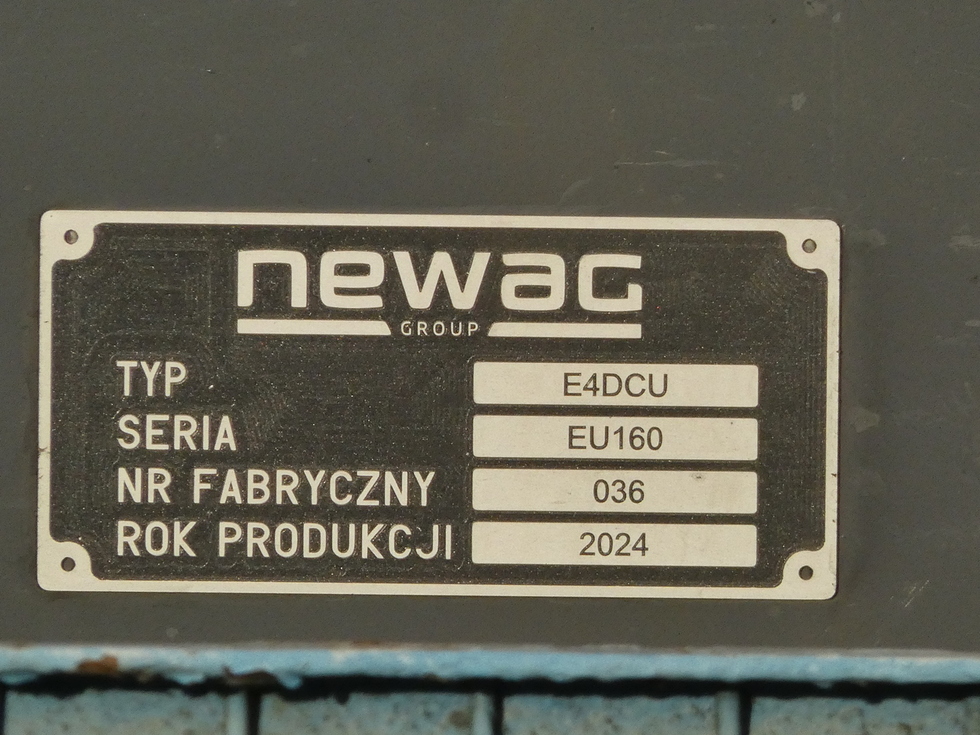 newag
GROUP
TYP E4DCU
SERIA EU160
NR FABRYCZNY 036
ROK PRODUKCJI 2024